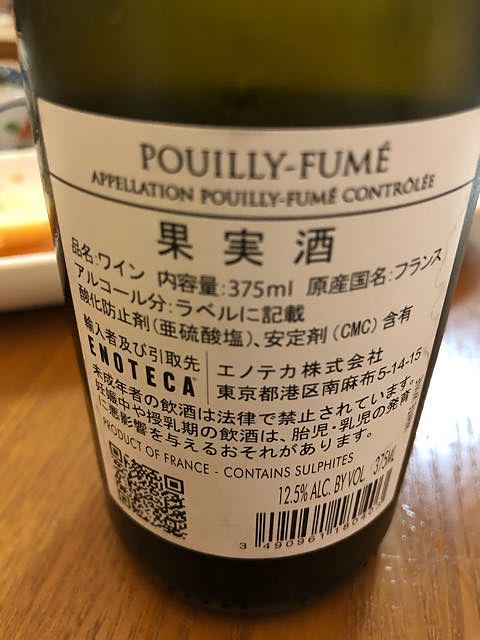 POUILLY-FUMÉ
APPELLATION POUILLY-FUMÉ CONTRÔLÉE
果実酒
品名:ワイン 内容量:375ml 原産国名:フランス
アルコール分:ラベルに記載
酸化防止剤(亜硫酸塩)、安定剤(CMC)含有
輸入者及び引取先
ENOTECA
エノテカ株式会社
東京都港区南麻布5-14-15
未成年者の飲酒は法律で禁止されています。
妊娠中や授乳期の飲酒は、胎児・乳児の発育
に悪影響を与えるおそれがあります。
PRODUCT OF FRANCE - CONTAINS SULPHITES
12.5% ALC. BY VOL 375ML